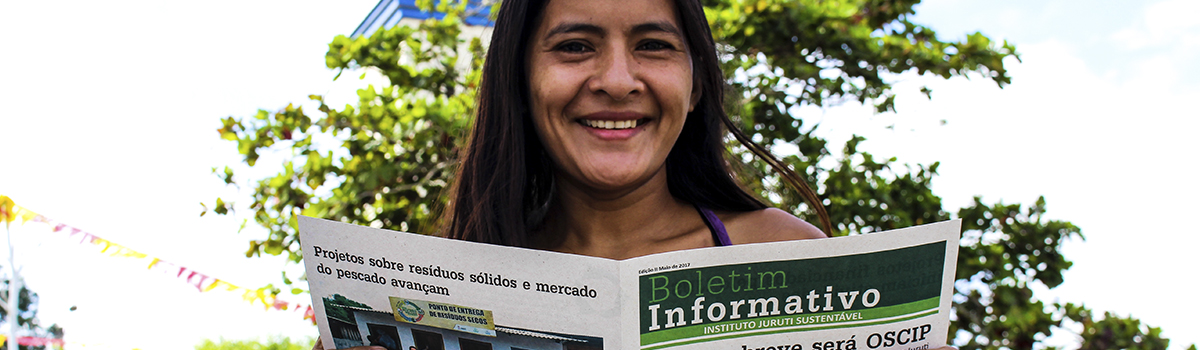 Projetos sobre resíduos sólidos e mercado
do pescado avançam
PONTO DE ENTREGA
DE RESÍDUOS SECOS
Edição II Maio de 2017
Boletim
Informativo
INSTITUTO JURUTI SUSTENTÁVEL
breve será OSCIP